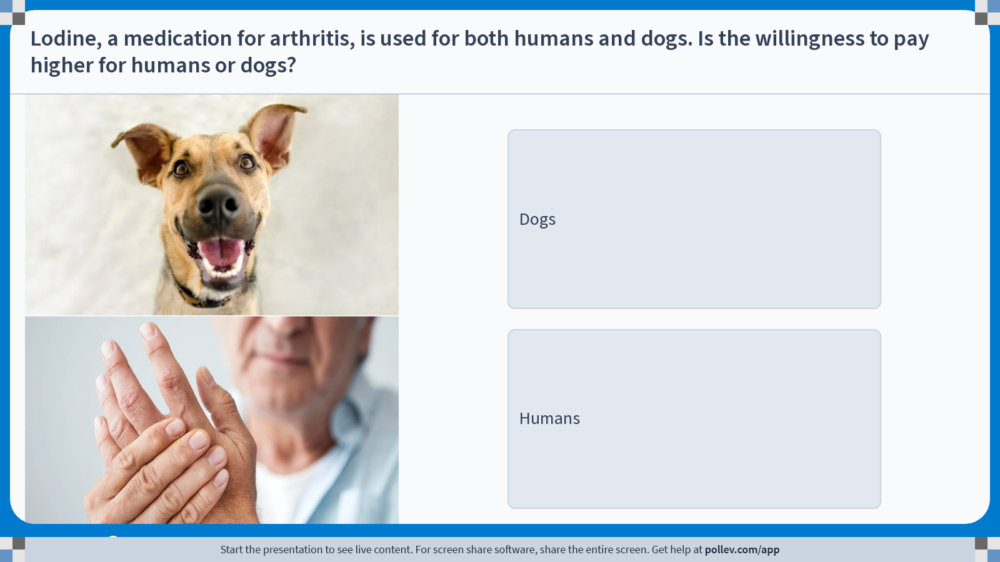 Lodine, a medication for arthritis, is used for both humans and dogs. Is the willingness to pay
higher for humans or dogs?
Dogs
Humans
Start the presentation to see live content. For screen share software, share the entire screen. Get help at pollev.com/app